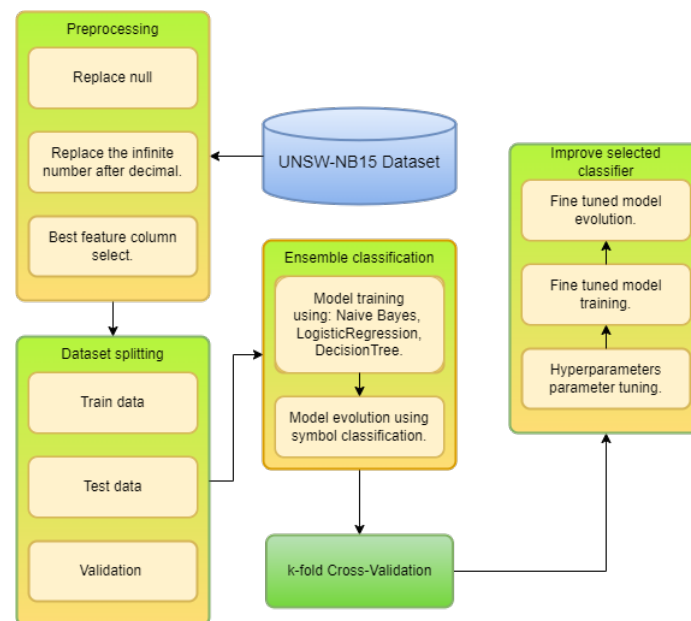 Preprocessing
Replace null
Replace the infinite
number after decimal.
Best feature column
select.
UNSW-NB15 Dataset
Dataset splitting
Train data
Test data
Validation
Ensemble classification
Model training
using: Naive Bayes,
LogisticRegression,
DecisionTree.
Model evolution using
symbol classification.
k-fold Cross-Validation
Improve selected
classifier
Fine tuned model
evolution.
Fine tuned model
training.
Hyperparameters
parameter tuning.